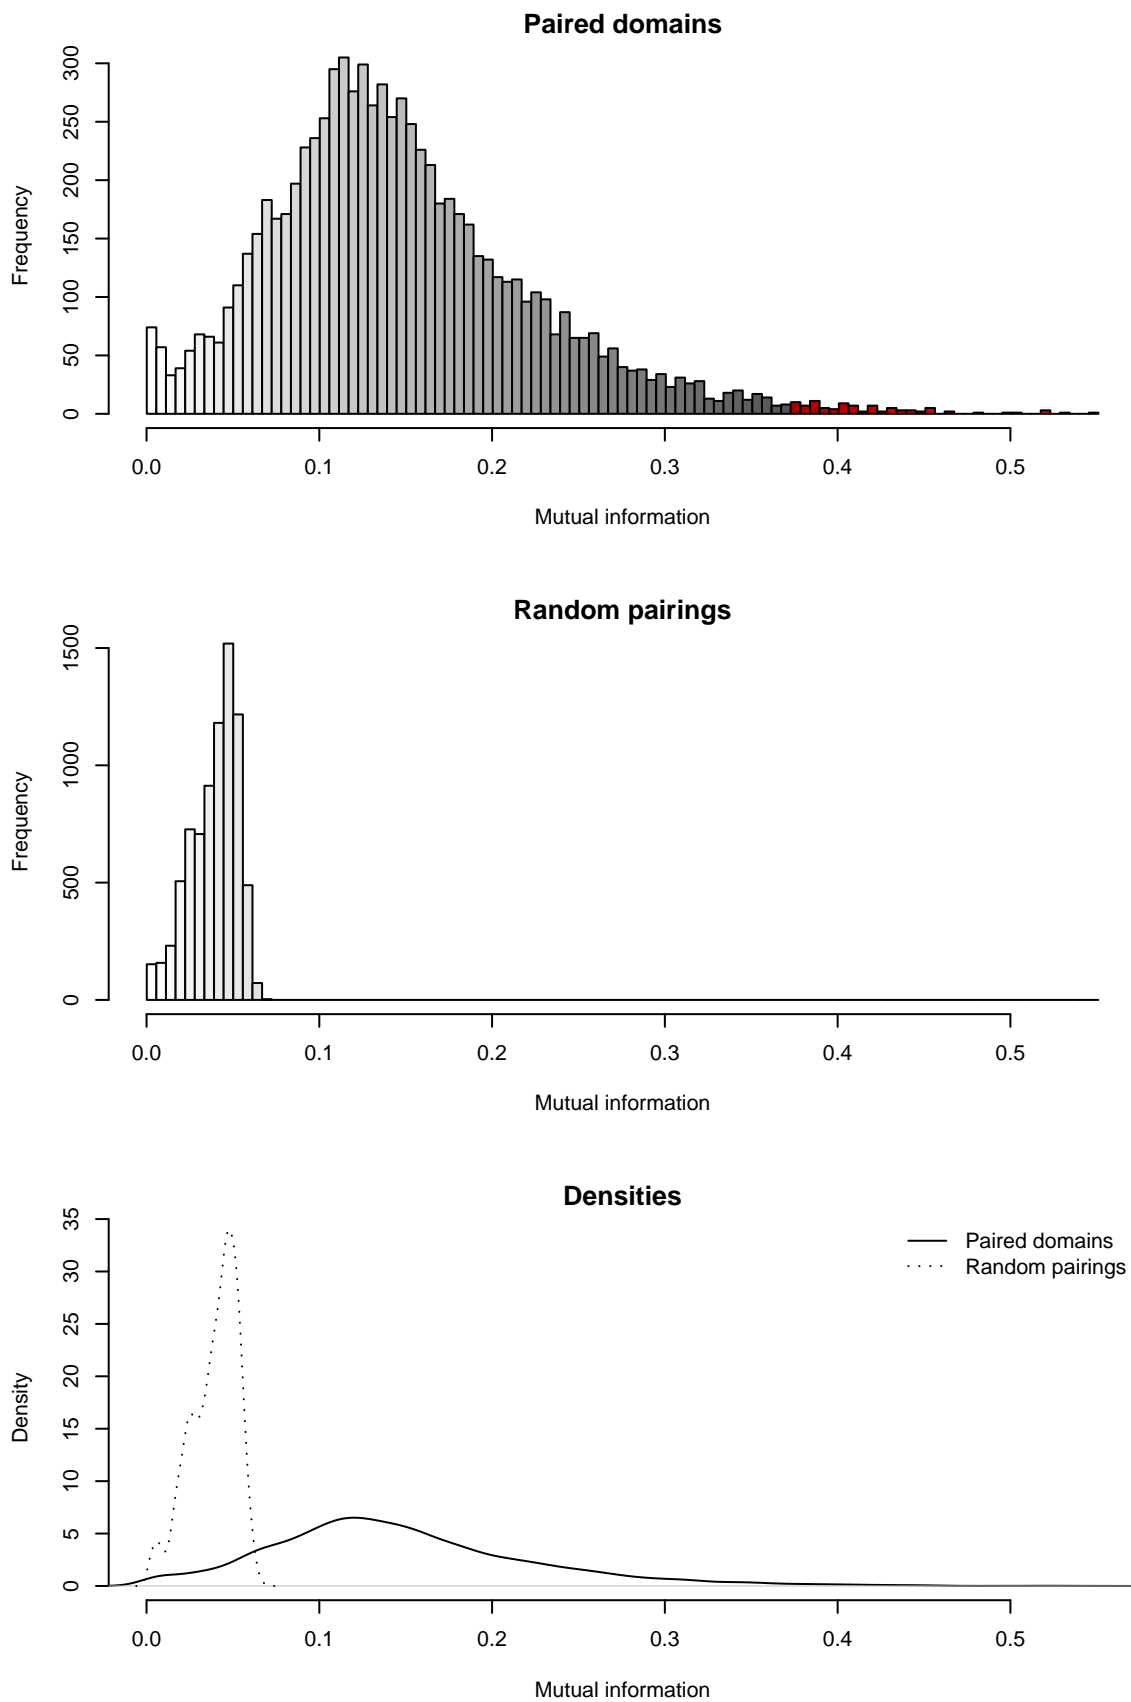 Paired domains
300
250
200
150
100
50
0
Frequency
0.0 0.1 0.2 0.3 0.4 0.5
Mutual information
Random pairings
1500
1000
500
0
Frequency
0.0 0.1 0.2 0.3 0.4 0.5
Mutual information
Densities
35
30
25
20
15
10
5
0
Density
Paired domains
Random pairings
0.0 0.1 0.2 0.3 0.4 0.5
Mutual information